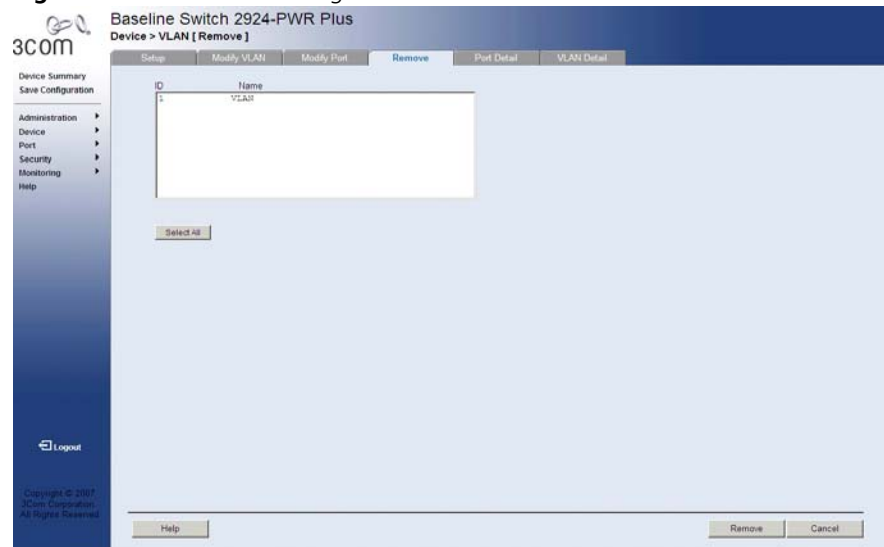 3COM
Baseline Switch 2924-PWR Plus
Device > VLAN [ Remove ]
Setup Modify VLAN Modify Port Remove Port Detail VLAN Detail
Device Summary
Save Configuration
Administration
Device
Port
Security
Monitoring
Help
ID Name
1 VLAN
Select All
Logout
Copyright © 2007
3Com Corporation
All Rights Reserved
Help Remove Cancel